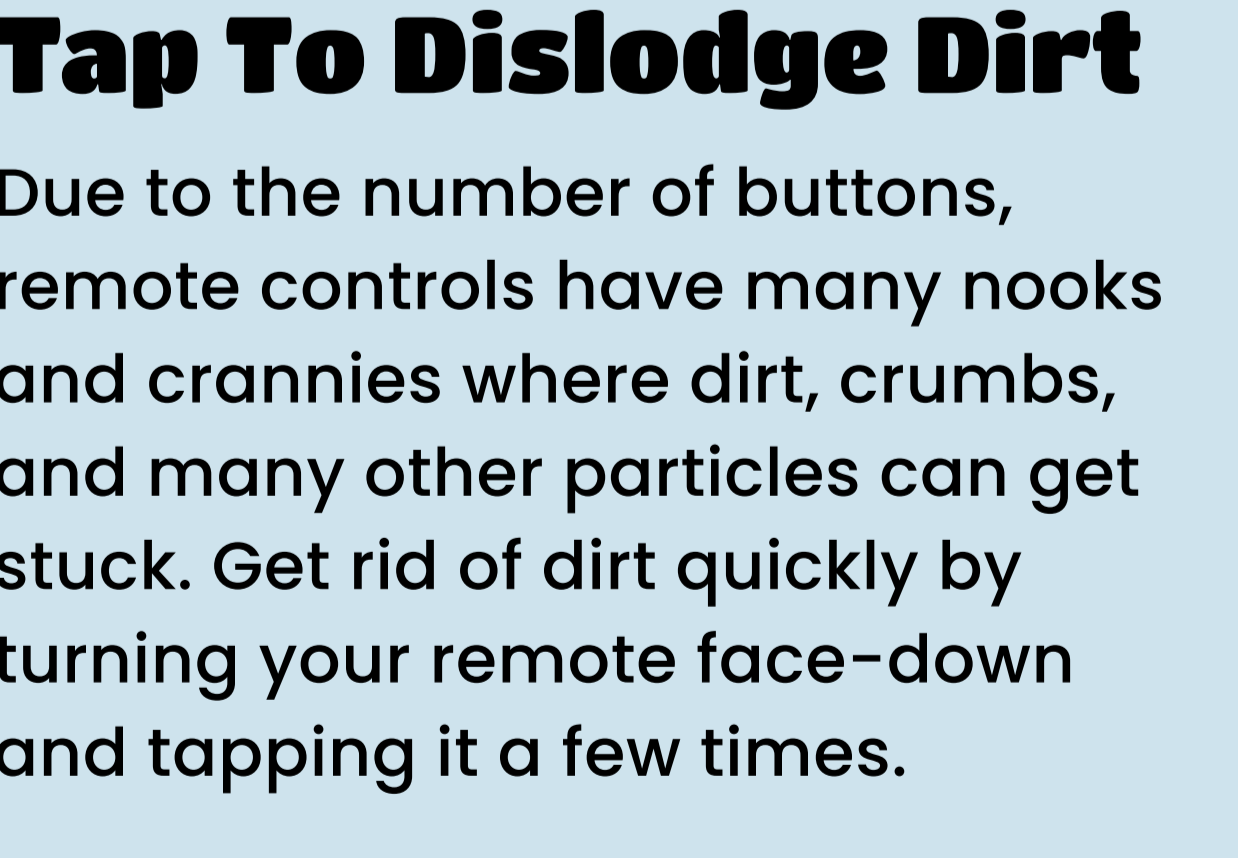 Tap To Dislodge Dirt
Due to the number of buttons,
remote controls have many nooks
and crannies where dirt, crumbs,
and many other particles can get
stuck. Get rid of dirt quickly by
turning your remote face-down
and tapping it a few times.